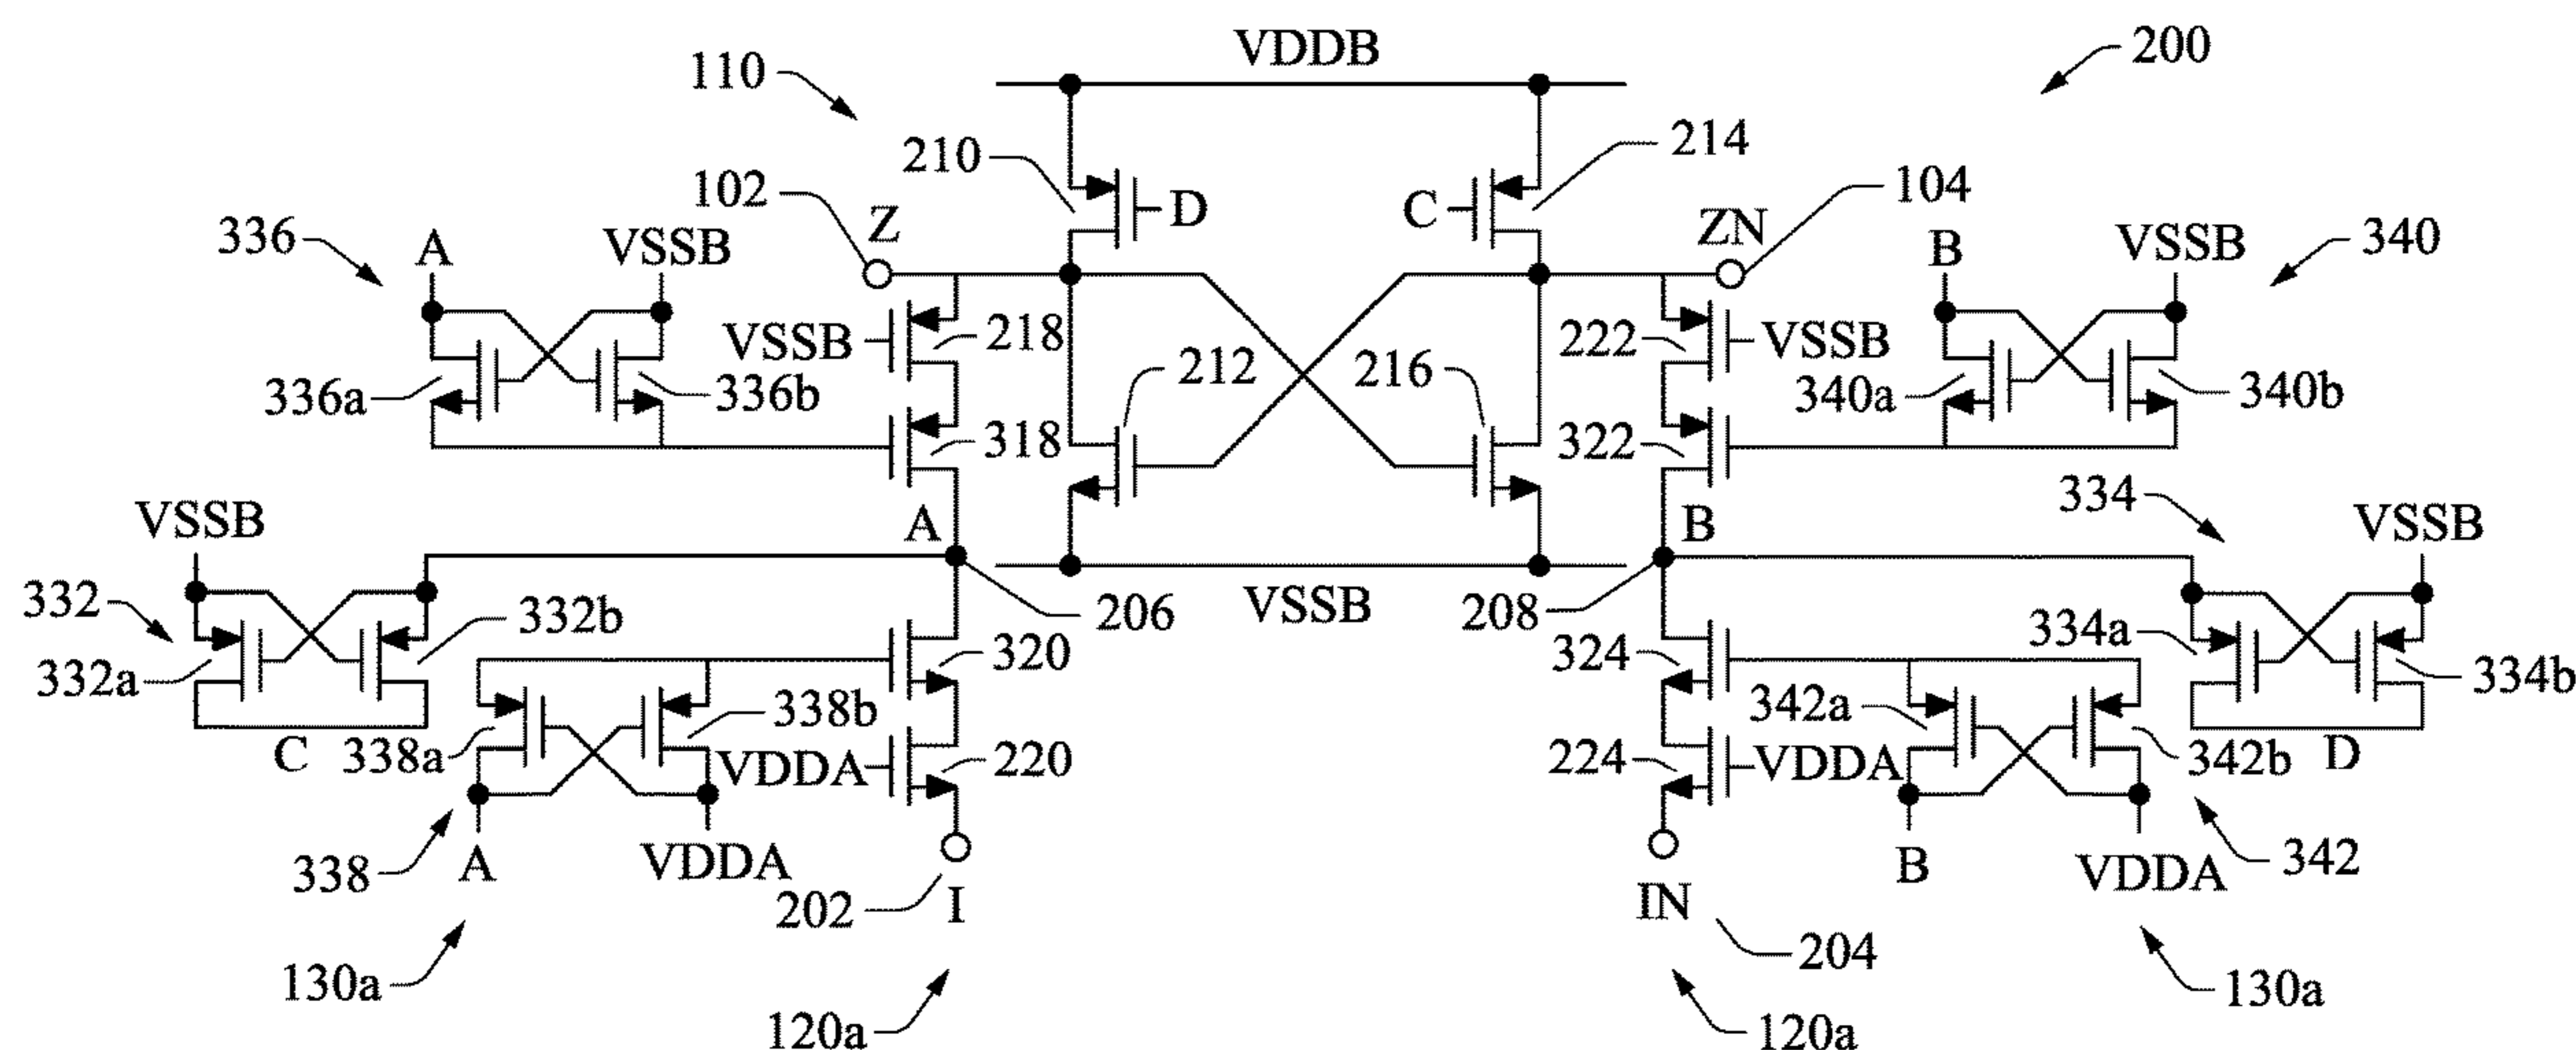 VDDB
200
110
210
214
102
104
Z
D
C
ZN
336
A
VSSB
B
VSSB
340
VSSB
218
222
VSSB
336a
336b
212
216
340a
340b
318
322
334
VSSB
A
B
VSSB
332
332b
206
VSSB
208
334a
332a
320
324
334b
338b
342a
C
338a
VDDA
220
224
VDDA
342b
D
338
A
VDDA
202
I
IN
204
B
VDDA
342
130a
120a
120a
130a